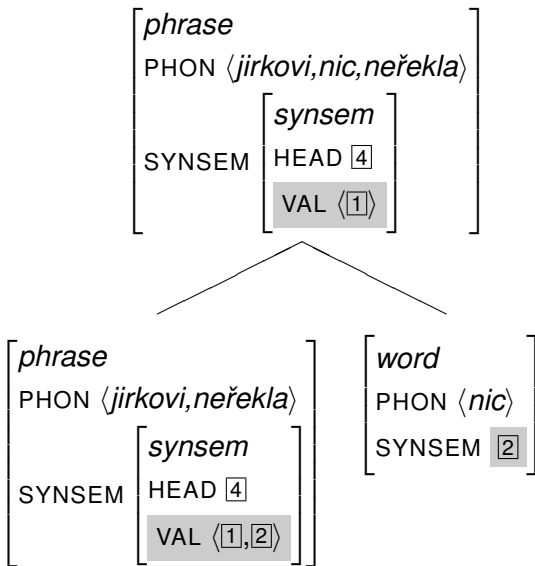 phrase
PHON ⟨jirkovi,nic,neřekla⟩
SYNSEM
synsem
HEAD 4
VAL ⟨1⟩
phrase
PHON ⟨jirkovi,neřekla⟩
SYNSEM
synsem
HEAD 4
VAL ⟨1,2⟩
word
PHON ⟨nic⟩
SYNSEM 2